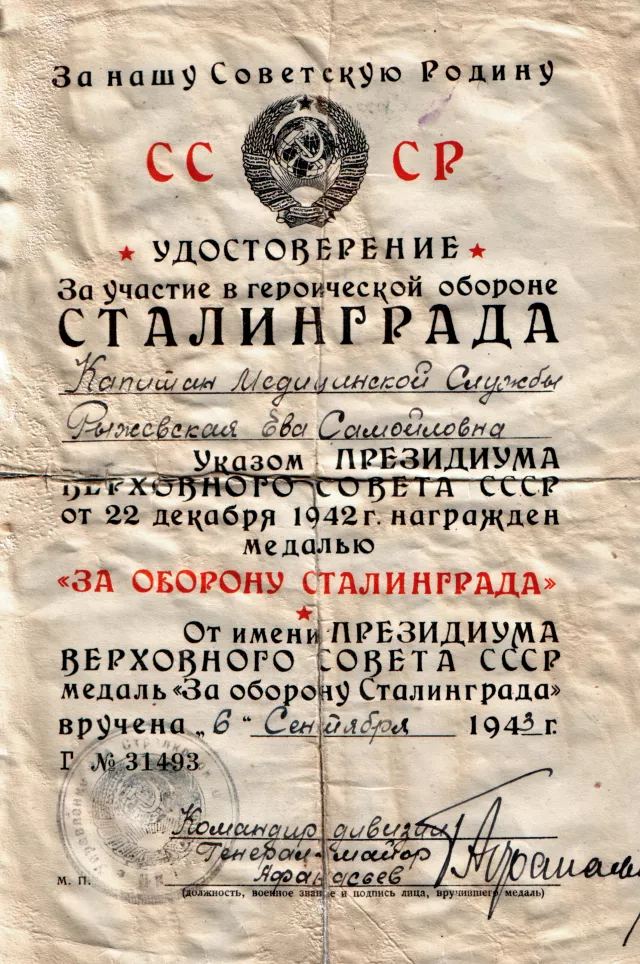 За нашу Советскую Родину
СССР
УДОСТОВЕРЕНИЕ
За участие в героической обороне
СТАЛИНГРАДА
Капитан Медицинской Службы
Рыжевская Ева Самойловна
Указом ПРЕЗИДИУМА
ВЕРХОВНОГО СОВЕТА СССР
от 22 декабря 1942 г. награжден
медалью
«ЗА ОБОРОНУ СТАЛИНГРАДА»
От имени ПРЕЗИДИУМА
ВЕРХОВНОГО СОВЕТА СССР
медаль «За оборону Сталинграда»
вручена „6“ Сентября 1943 г.
Г № 31493
Командир дивизии
Генерал-майор
Афанасьев
М. П.
(должность, военное звание и подпись лица, вручившего медаль)